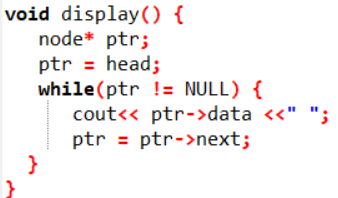 void display() {
   node* ptr;
   ptr = head;
   while(ptr != NULL) {
      cout<< ptr->data <<" ";
      ptr = ptr->next;
   }
}